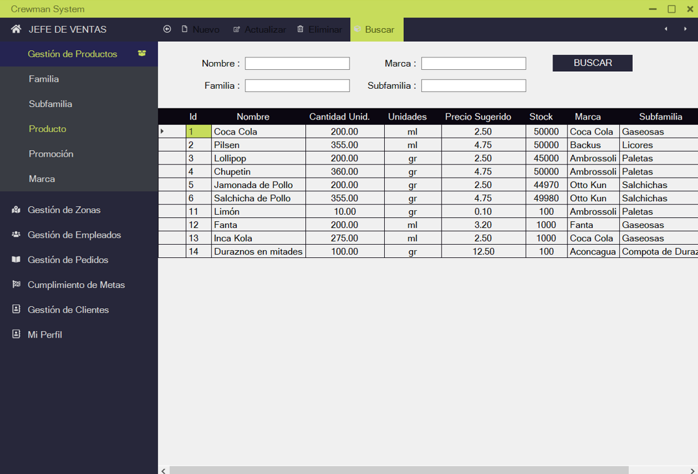 Crewman System
JEFE DE VENTAS
Nuevo Actualizar Eliminar Buscar
Gestión de Productos
Familia
Subfamilia
Producto
Promoción
Marca
Gestión de Zonas
Gestión de Empleados
Gestión de Pedidos
Cumplimiento de Metas
Gestión de Clientes
Mi Perfil
Nombre : Marca : BUSCAR
Familia : Subfamilia :
Id Nombre Cantidad Unid. Unidades Precio Sugerido Stock Marca Subfamilia
1 Coca Cola 200.00 ml 2.50 50000 Coca Cola Gaseosas
2 Pilsen 355.00 ml 4.75 50000 Backus Licores
3 Lollipop 200.00 gr 2.50 45000 Ambrossoli Paletas
4 Chupetin 360.00 gr 4.75 50000 Ambrossoli Paletas
5 Jamonada de Pollo 200.00 gr 2.50 44970 Otto Kun Salchichas
6 Salchicha de Pollo 355.00 gr 4.75 49980 Otto Kun Salchichas
11 Limón 10.00 gr 0.10 100 Ambrossoli Paletas
12 Fanta 200.00 ml 3.20 1000 Fanta Gaseosas
13 Inca Kola 275.00 ml 2.50 1000 Coca Cola Gaseosas
14 Duraznos en mitades 100.00 gr 12.50 100 Aconcagua Compota de Duraz